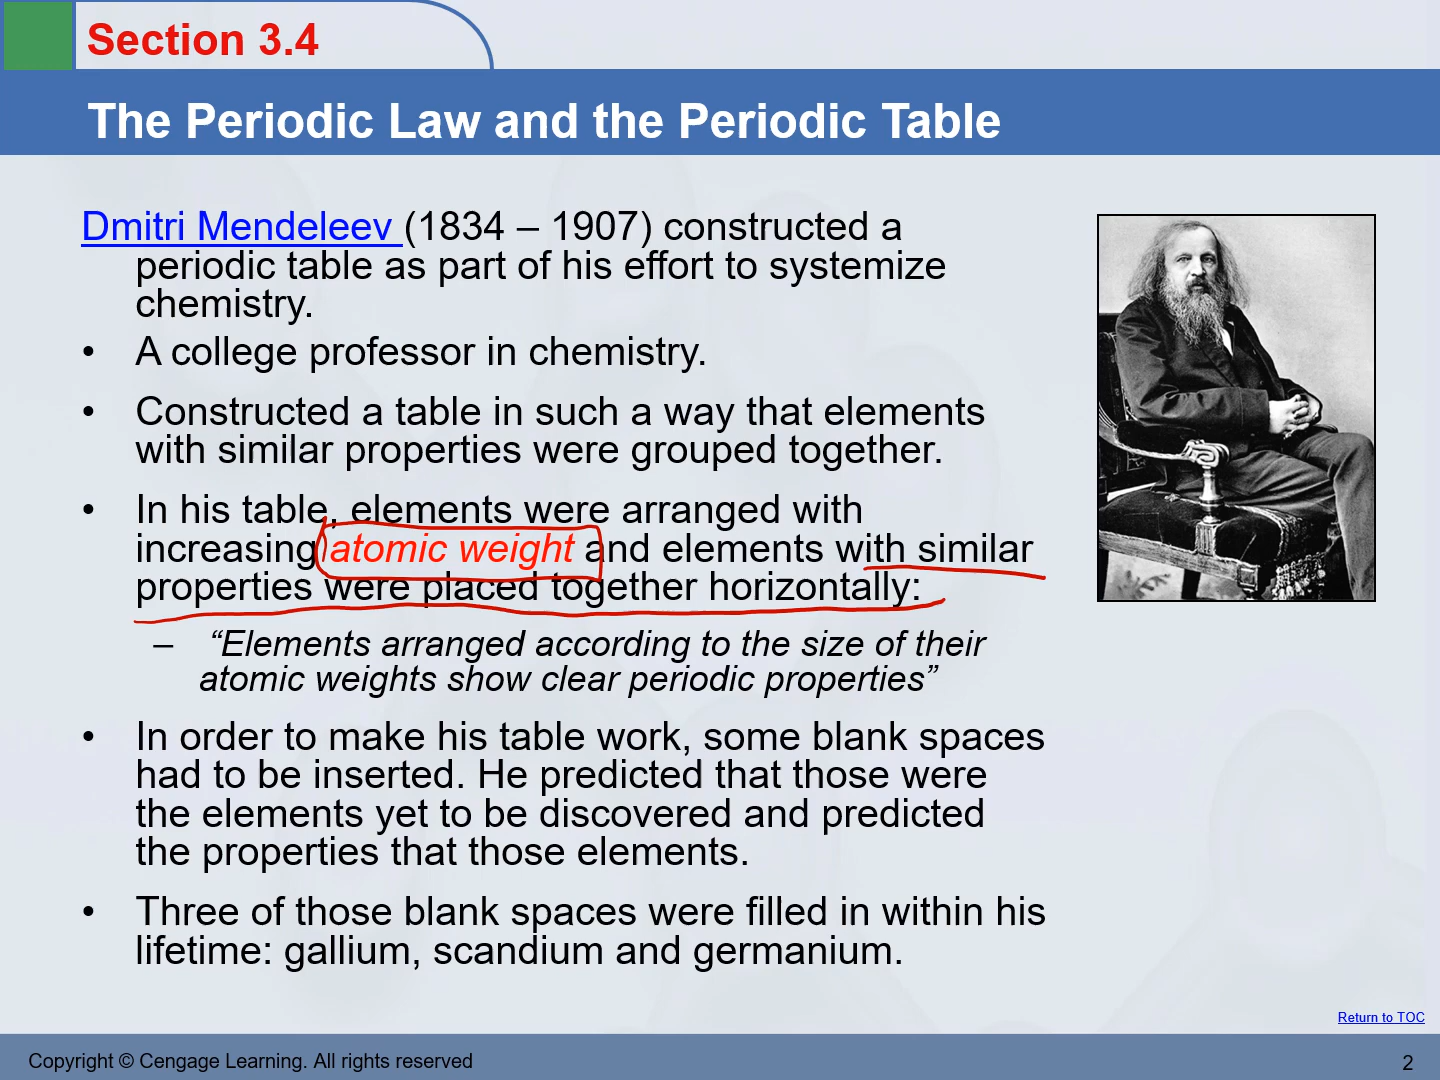 Section 3.4
The Periodic Law and the Periodic Table
Dmitri Mendeleev (1834 – 1907) constructed a
periodic table as part of his effort to systemize
chemistry.
• A college professor in chemistry.
• Constructed a table in such a way that elements
with similar properties were grouped together.
• In his table, elements were arranged with
increasing atomic weight and elements with similar
properties were placed together horizontally:
– “Elements arranged according to the size of their
atomic weights show clear periodic properties”
• In order to make his table work, some blank spaces
had to be inserted. He predicted that those were
the elements yet to be discovered and predicted
the properties that those elements.
• Three of those blank spaces were filled in within his
lifetime: gallium, scandium and germanium.
Return to TOC
Copyright © Cengage Learning. All rights reserved
2